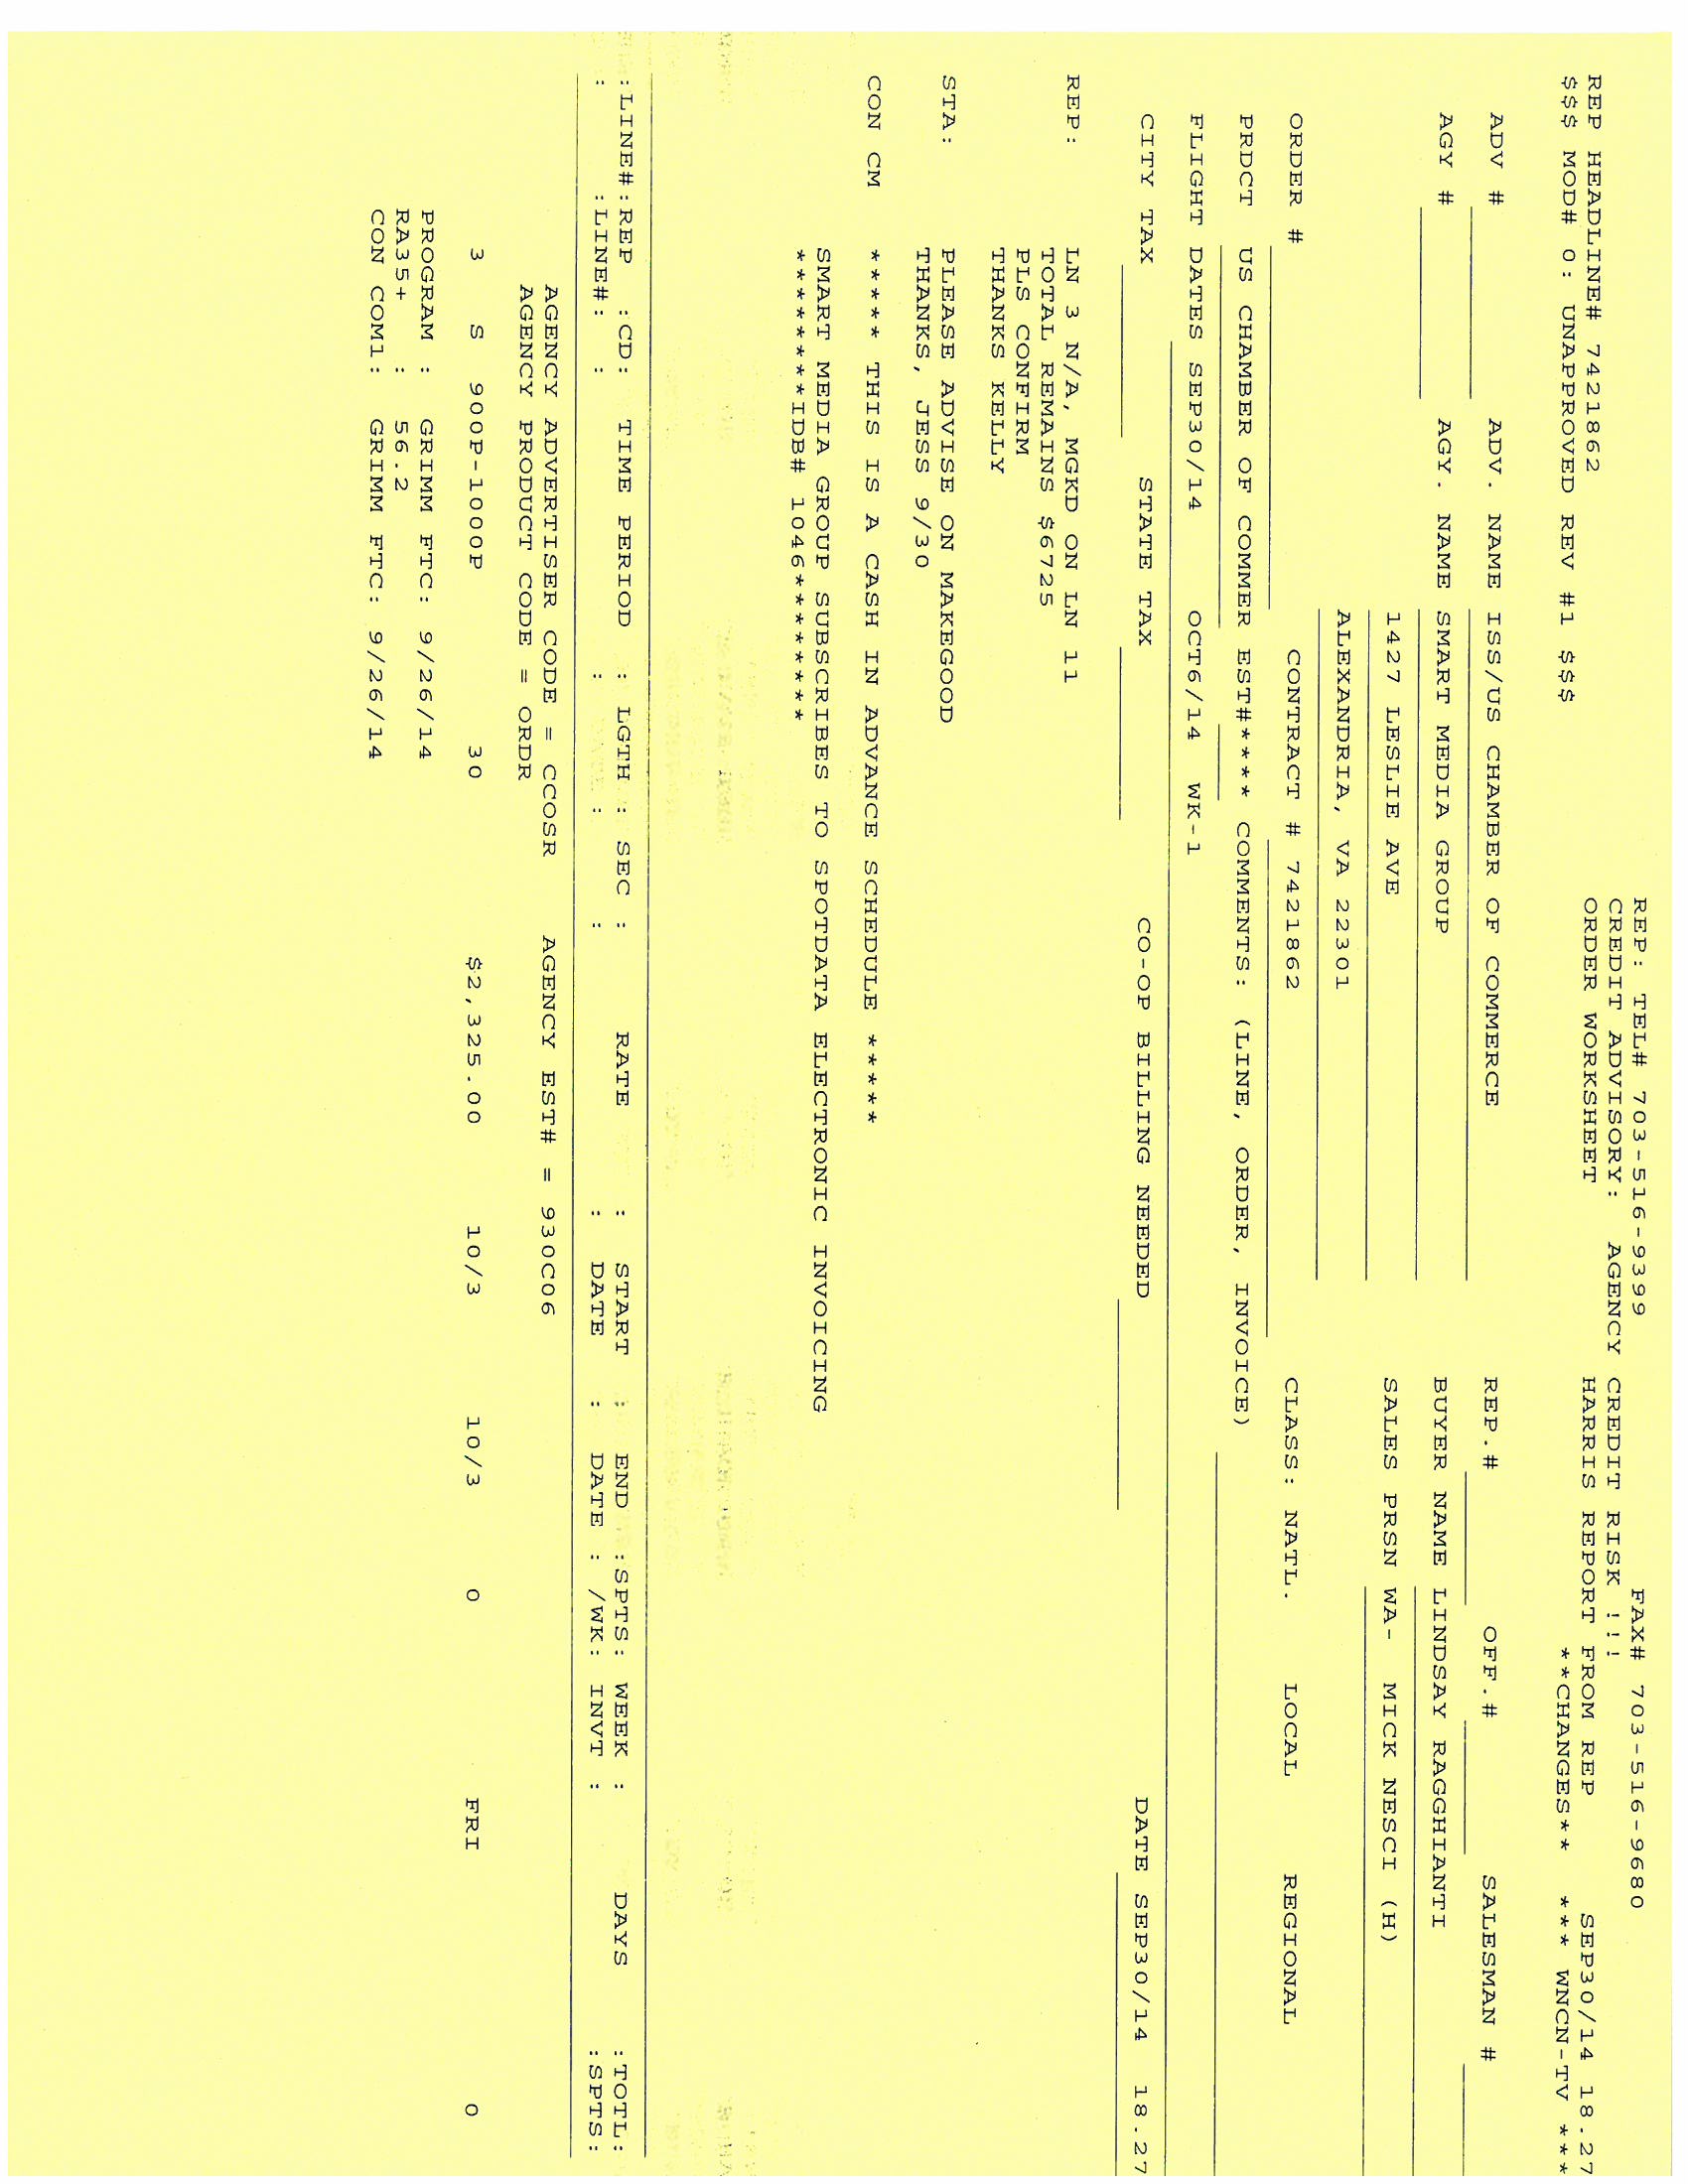 REP: TEL# 703-516-9399 FAX# 703-516-9680
CREDIT ADVISORY: AGENCY CREDIT RISK !!!
ORDER WORKSHEET HARRIS REPORT FROM REP SEP30/14 18.27
REP HEADLINE# 7421862 **CHANGES** *** WNCN-TV ***
$$$ MOD# 0: UNAPPROVED REV #1 $$$
ADV # ADV. NAME ISS/US CHAMBER OF COMMERCE REP.# OFF.# SALESMAN #
AGY # AGY. NAME SMART MEDIA GROUP BUYER NAME LINDSAY RAGGHIANTI
1427 LESLIE AVE SALES PRSN WA- MICK NESCI (H)
ALEXANDRIA, VA 22301
ORDER # CONTRACT # 7421862 CLASS: NATL. LOCAL REGIONAL
PRDCT US CHAMBER OF COMMER EST#**** COMMENTS: (LINE, ORDER, INVOICE)
FLIGHT DATES SEP30/14 OCT6/14 WK-1
CITY TAX STATE TAX CO-OP BILLING NEEDED DATE SEP30/14 18.27
REP: LN 3 N/A, MGKD ON LN 11
TOTAL REMAINS $6725
PLS CONFIRM
THANKS KELLY
STA: PLEASE ADVISE ON MAKEGOOD
THANKS, JESS 9/30
CON CM ***** THIS IS A CASH IN ADVANCE SCHEDULE *****
SMART MEDIA GROUP SUBSCRIBES TO SPOTDATA ELECTRONIC INVOICING
*********IDB# 1046*********
:LINE#:REP :CD: TIME PERIOD : LGTH : SEC : RATE : START : END :SPTS: WEEK : DAYS :TOTL:
: :LINE#: : : : : : DATE : DATE : /WK: INVT : :SPTS:
AGENCY ADVERTISER CODE = CCOSR AGENCY EST# = 930C06
AGENCY PRODUCT CODE = ORDR
3 S 900P-1000P 30 $2,325.00 10/3 10/3 0 FRI 0
PROGRAM : GRIMM FTC: 9/26/14
RA35+ : 56.2
CON COM1: GRIMM FTC: 9/26/14